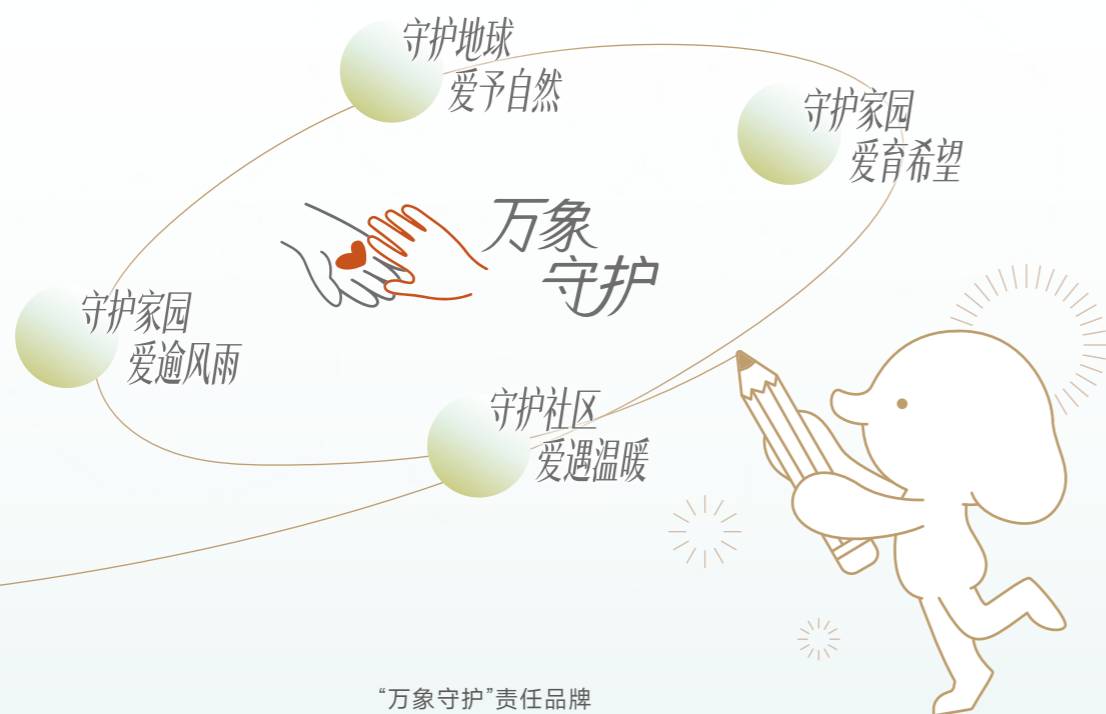 守护地球
爱予自然
守护家园
爱育希望
万象
守护
守护家园
爱逾风雨
守护社区
爱遇温暖
“万象守护”责任品牌